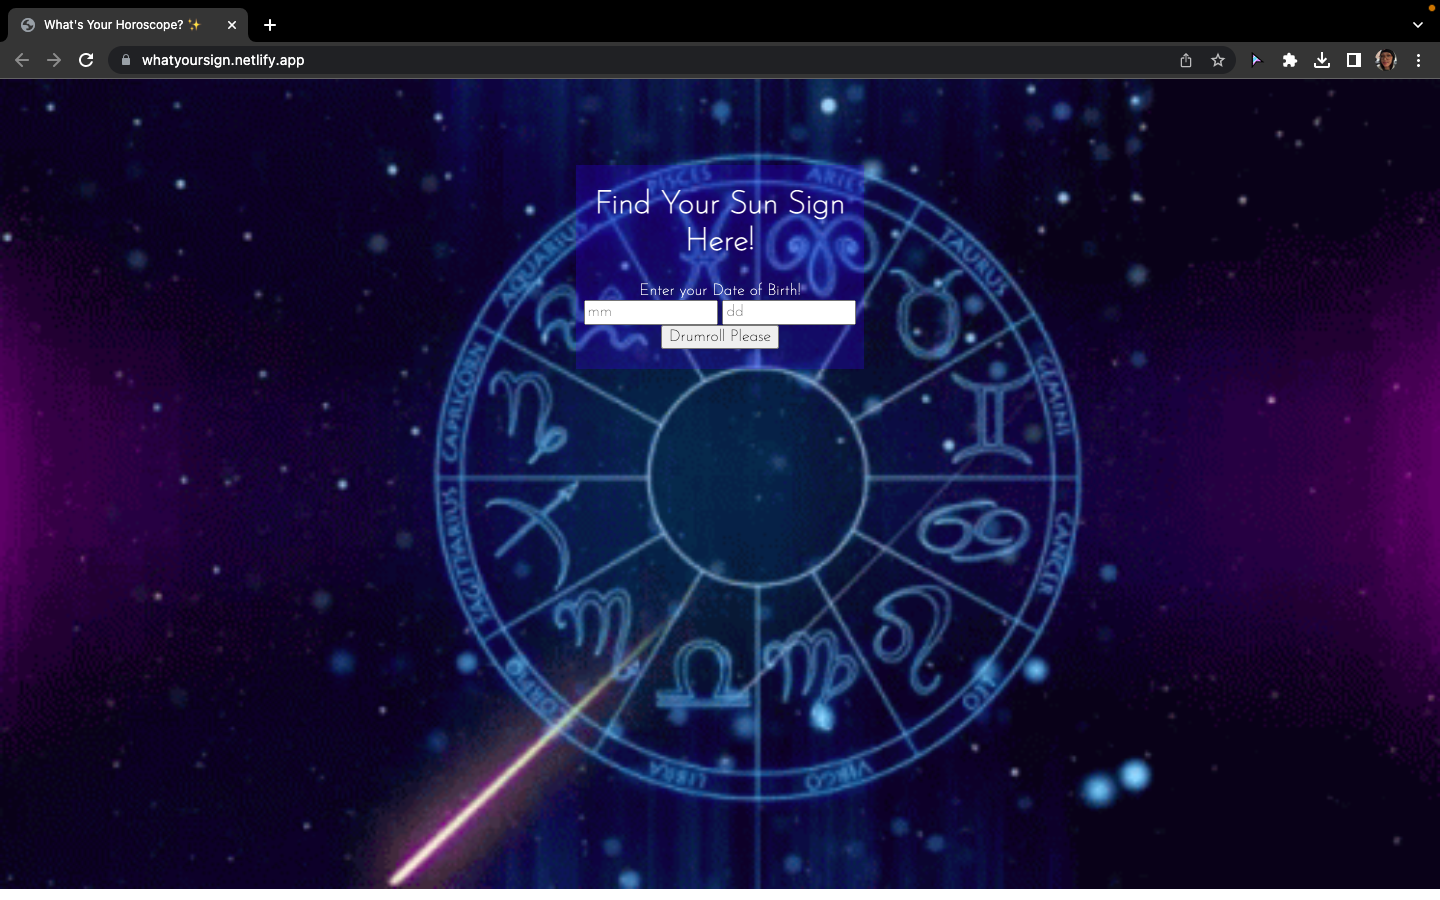 What's Your Horoscope? ✨
whatyoursign.netlify.app
PISCES
ARIES
Find Your Sun Sign
Here!
AQUARIUS
TAURUS
Enter your Date of Birth!
mm
dd
Drumroll Please
CAPRICORN
GEMINI
SAGITTARIUS
CANCER
SCORPIO
LEO
LIBRA
VIRGO